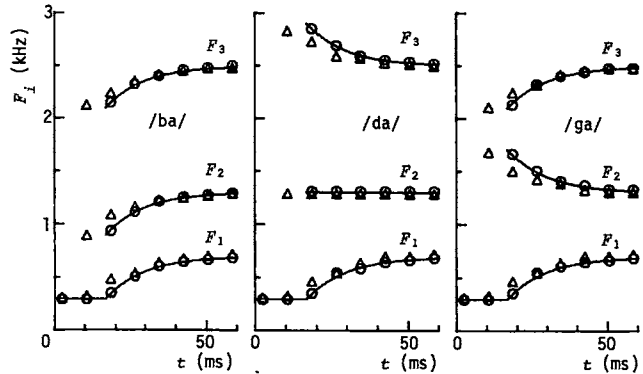 3
2
1
0
F_i (kHz)
F_3
/ba/
F_2
F_1
0
50
t (ms)
F_3
/da/
F_2
F_1
0
50
t (ms)
F_3
/ga/
F_2
F_1
0
50
t (ms)